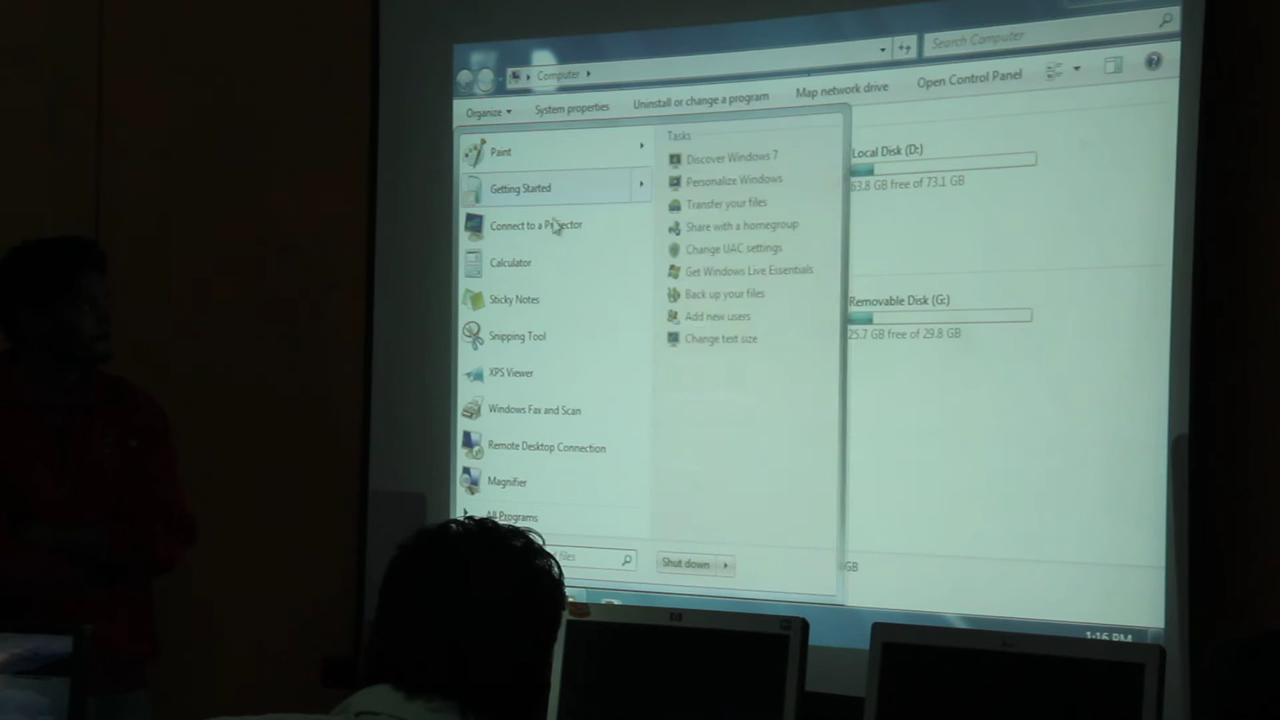 Computer
Search Computer
Organize
System properties
Uninstall or change a program
Map network drive
Open Control Panel
Paint
Getting Started
Connect to a Projector
Calculator
Sticky Notes
Snipping Tool
XPS Viewer
Windows Fax and Scan
Remote Desktop Connection
Magnifier
All Programs
files
Tasks
Discover Windows 7
Personalize Windows
Transfer your files
Share with a homegroup
Change UAC settings
Get Windows Live Essentials
Back up your files
Add new users
Change text size
Shut down
Local Disk (D:)
63.8 GB free of 73.1 GB
Removable Disk (G:)
25.7 GB free of 29.8 GB
GB
1:16 PM
hp